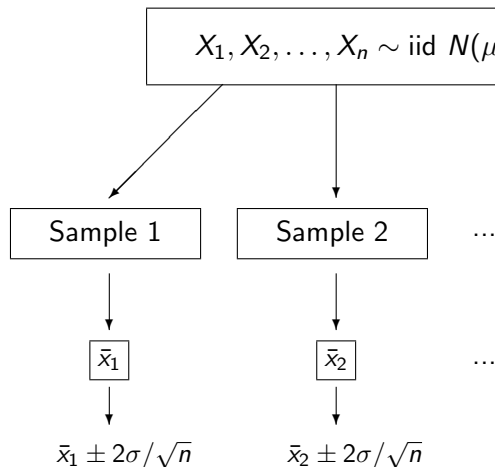 X₁, X₂, . . . , Xₙ ∼ iid N(μ
Sample 1 Sample 2 ...
x̄₁ x̄₂ ...
x̄₁ ± 2σ/√n x̄₂ ± 2σ/√n